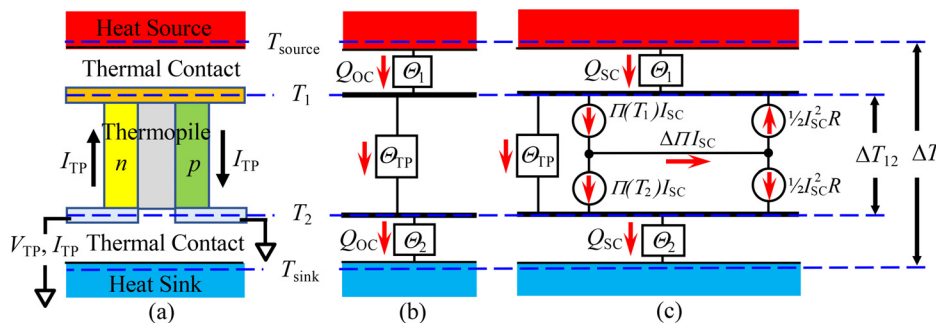 Heat Source
T_source
Thermal Contact
T_1
Thermopile
n p
I_TP I_TP
T_2
V_TP, I_TP
Thermal Contact
T_sink
Heat Sink
(a)
Q_OC Θ_1
Θ_TP
Q_OC Θ_2
(b)
Q_SC Θ_1
Π(T_1)I_SC ½I_SC^2R
Θ_TP ΔΠI_SC
Π(T_2)I_SC ½I_SC^2R
Q_SC Θ_2
(c)
ΔT_12
ΔT